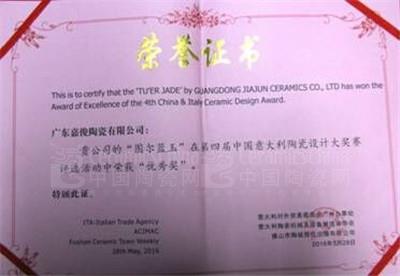 荣誉证书
This is to certify that the 'TU'ER JADE' by GUANGDONG JIAJUN CERAMICS CO., LTD has won the
Award of Excellence of the 4th China & Italy Ceramic Design Award.
广东嘉俊陶瓷有限公司：
贵公司的“图尔蓝玉”在第四届中国意大利陶瓷设计大奖赛
评选活动中荣获“优秀奖”。
特颁此证。
ITA-Italian Trade Agency
ACIMAC
Foshan Ceramic Town Weekly
28th May, 2016
2016年5月28日
中国陶瓷网